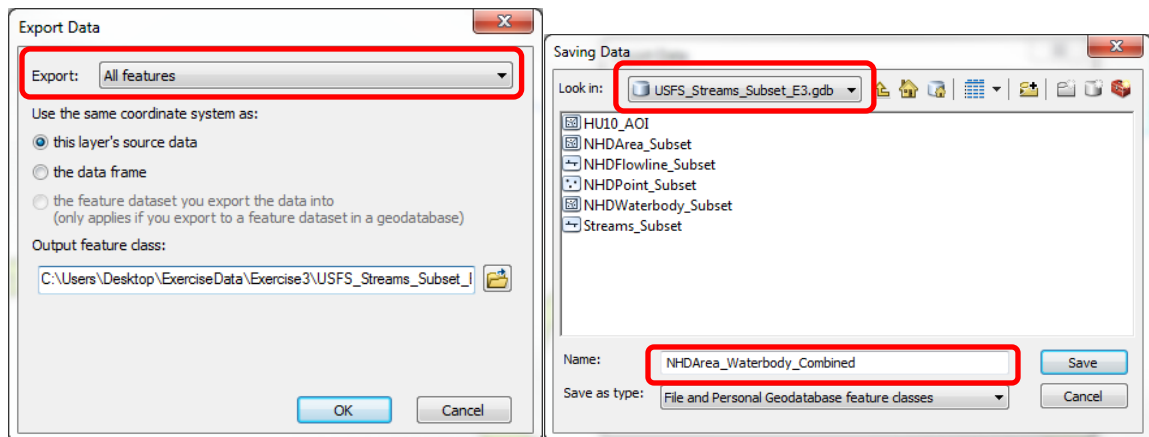 Export Data
Export: All features
Use the same coordinate system as:
this layer's source data
the data frame
the feature dataset you export the data into
(only applies if you export to a feature dataset in a geodatabase)
Output feature class:
C:\Users\Desktop\ExerciseData\Exercise3\USFS_Streams_Subset_
OK Cancel
Saving Data
Look in: USFS_Streams_Subset_E3.gdb
HU10_AOI
NHDArea_Subset
NHDFlowline_Subset
NHDPoint_Subset
NHDWaterbody_Subset
Streams_Subset
Name: NHDArea_Waterbody_Combined
Save
Save as type: File and Personal Geodatabase feature classes
Cancel